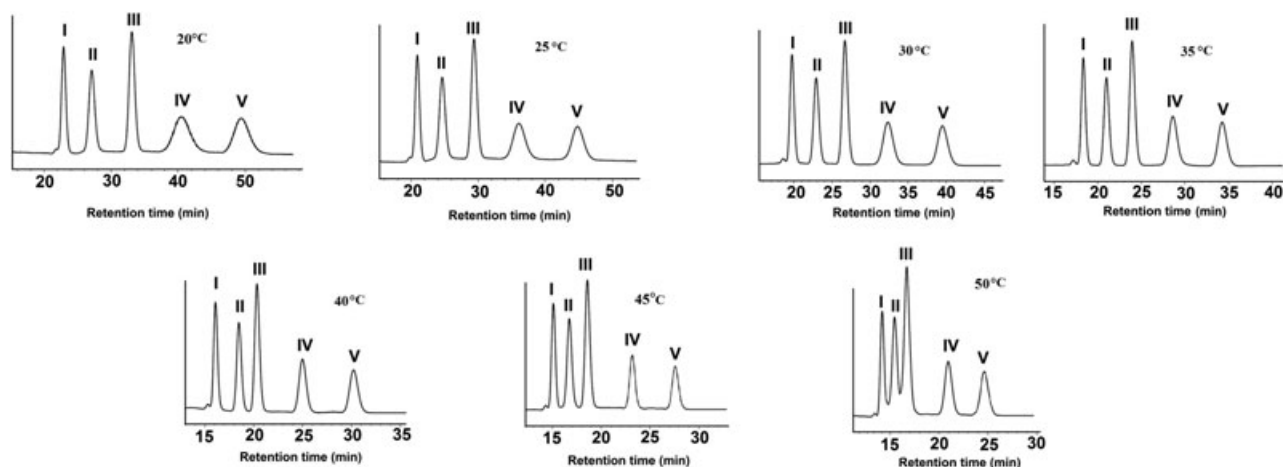 I II III IV V
20°C
20 30 40 50
Retention time (min)
I II III IV V
25°C
20 30 40 50
Retention time (min)
I II III IV V
30°C
20 25 30 35 40 45
Retention time (min)
I II III IV V
35°C
15 20 25 30 35 40
Retention time (min)
I II III IV V
40°C
15 20 25 30 35
Retention time (min)
I II III IV V
45°C
15 20 25 30
Retention time (min)
I II III IV V
50°C
15 20 25 30
Retention time (min)